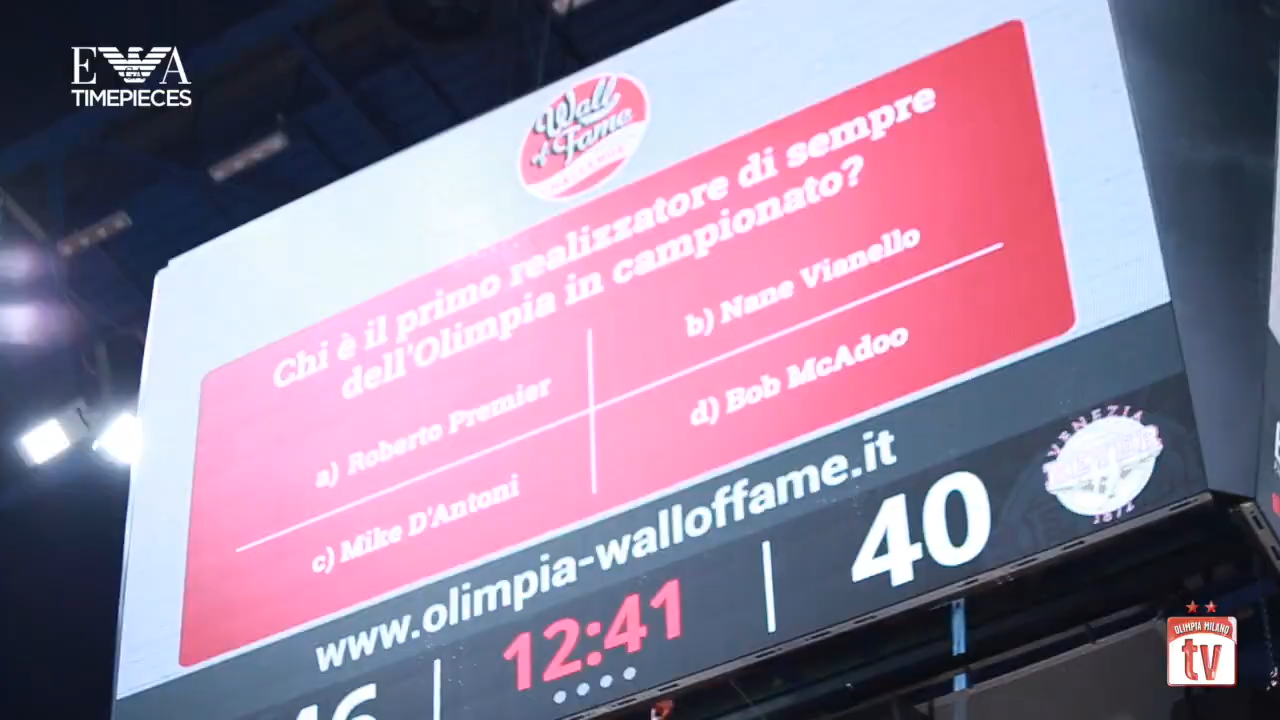 E A
TIMEPIECES
Wall
of Fame
CHALLENGE
Chi è il primo realizzatore di sempre
dell'Olimpia in campionato?
a) Roberto Premier
b) Nane Vianello
c) Mike D'Antoni
d) Bob McAdoo
www.olimpia-walloffame.it
12:41
40
VENEZIA
REYER
1872
OLIMPIA MILANO
tv